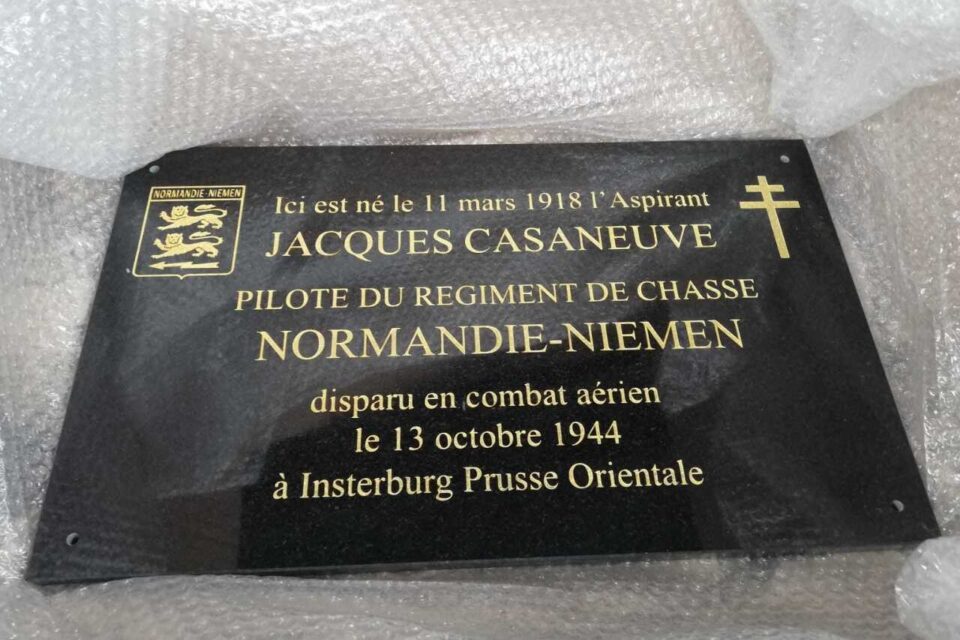 NORMANDIE-NIEMEN
Ici est né le 11 mars 1918 l'Aspirant
JACQUES CASANEUVE
PILOTE DU REGIMENT DE CHASSE
NORMANDIE-NIEMEN
disparu en combat aérien
le 13 octobre 1944
à Insterburg Prusse Orientale